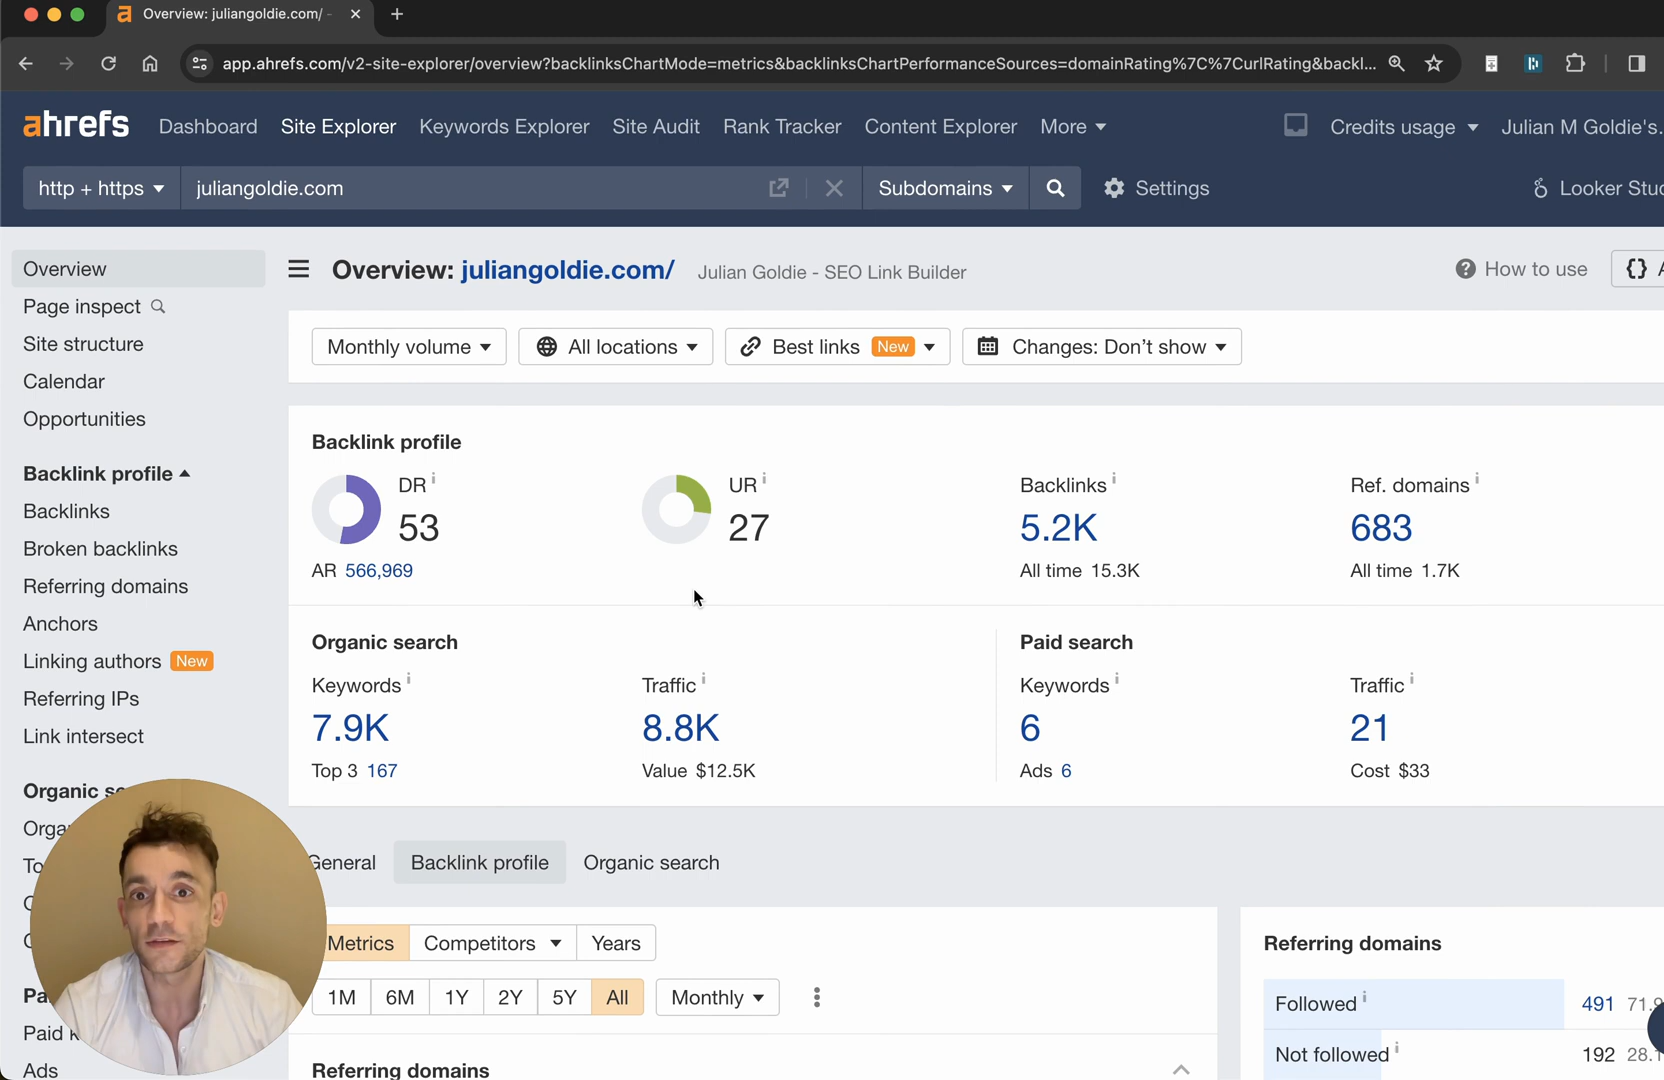 Overview: juliangoldie.com/ -
app.ahrefs.com/v2-site-explorer/overview?backlinksChartMode=metrics&backlinksChartPerformanceSources=domainRating%7C%7CurlRating&backl...
ahrefs Dashboard Site Explorer Keywords Explorer Site Audit Rank Tracker Content Explorer More Credits usage Julian M Goldie's.
http + https juliangoldie.com Subdomains Settings Looker
Overview
Page inspect
Site structure
Calendar
Opportunities
Backlink profile
Backlinks
Broken backlinks
Referring domains
Anchors
Linking authors New
Referring IPs
Link intersect
Organic
Paid
Ads
Overview: juliangoldie.com/ Julian Goldie - SEO Link Builder How to use
Monthly volume All locations Best links New Changes: Don't show
Backlink profile
DR i UR i Backlinks i Ref. domains i
53 27 5.2K 683
AR 566,969 All time 15.3K All time 1.7K
Organic search Paid search
Keywords i Traffic i Keywords i Traffic i
7.9K 8.8K 6 21
Top 3 167 Value $12.5K Ads 6 Cost $33
General Backlink profile Organic search
Metrics Competitors Years
1M 6M 1Y 2Y 5Y All Monthly
Referring domains
Referring domains
Followed i 491
Not followed i 192